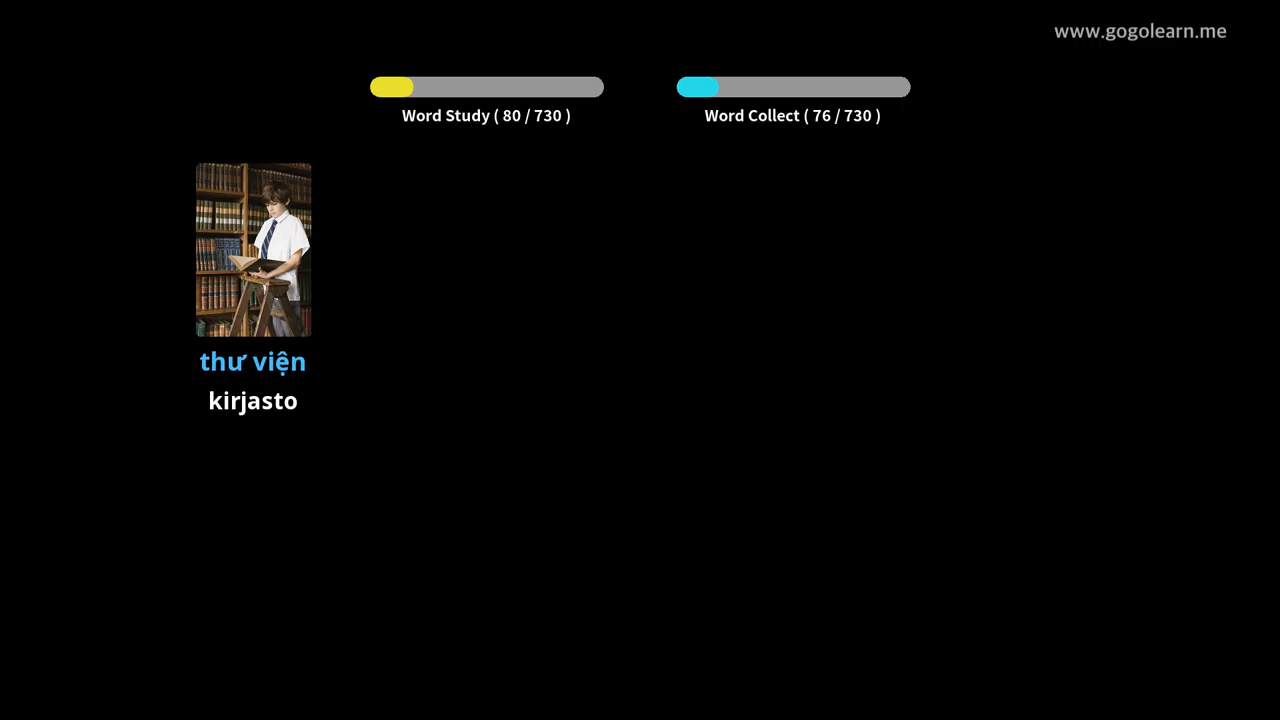 www.gogolearn.me
Word Study ( 80 / 730 )
Word Collect ( 76 / 730 )
thư viện
kirjasto